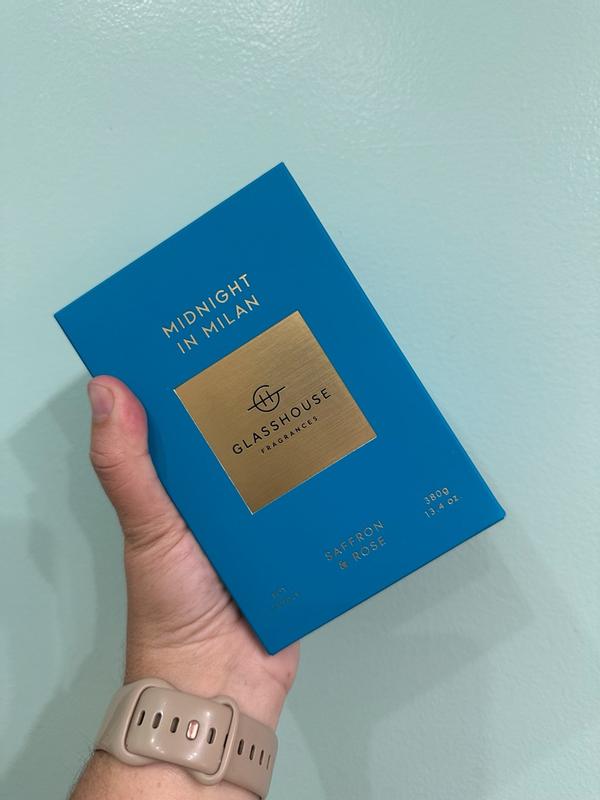 MIDNIGHT
IN MILAN
GLASSHOUSE
FRAGRANCES
380g
13.4 oz.
SAFFRON
& ROSE